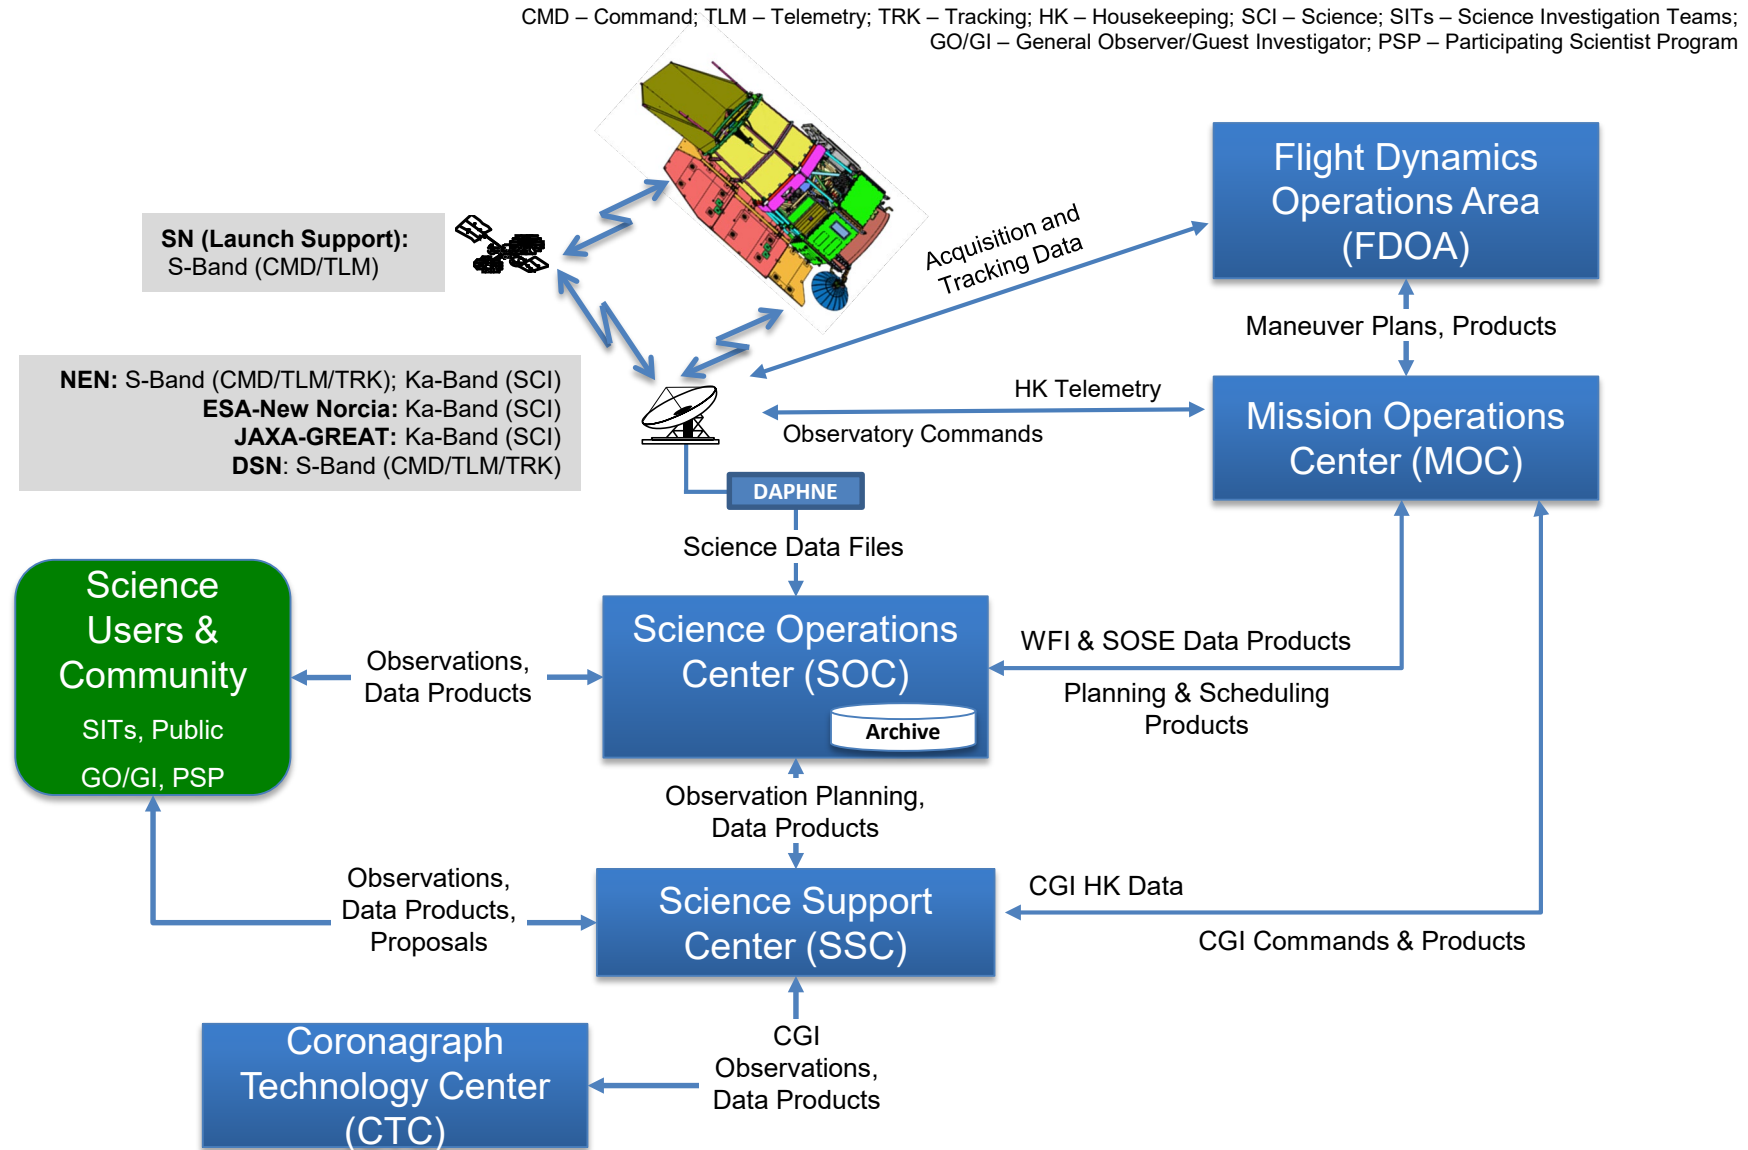 CMD – Command; TLM – Telemetry; TRK – Tracking; HK – Housekeeping; SCI – Science; SITs – Science Investigation Teams;
GO/GI – General Observer/Guest Investigator; PSP – Participating Scientist Program
Flight Dynamics
Operations Area
(FDOA)
SN (Launch Support):
S-Band (CMD/TLM)
Acquisition and
Tracking Data
Maneuver Plans, Products
NEN: S-Band (CMD/TLM/TRK); Ka-Band (SCI)
ESA-New Norcia: Ka-Band (SCI)
JAXA-GREAT: Ka-Band (SCI)
DSN: S-Band (CMD/TLM/TRK)
HK Telemetry
Observatory Commands
Mission Operations
Center (MOC)
DAPHNE
Science Data Files
Science
Users &
Community
SITs, Public
GO/GI, PSP
Observations,
Data Products
Science Operations
Center (SOC)
Archive
WFI & SOSE Data Products
Planning & Scheduling
Products
Observation Planning,
Data Products
Observations,
Data Products,
Proposals
Science Support
Center (SSC)
CGI HK Data
CGI Commands & Products
Coronagraph
Technology Center
(CTC)
CGI
Observations,
Data Products